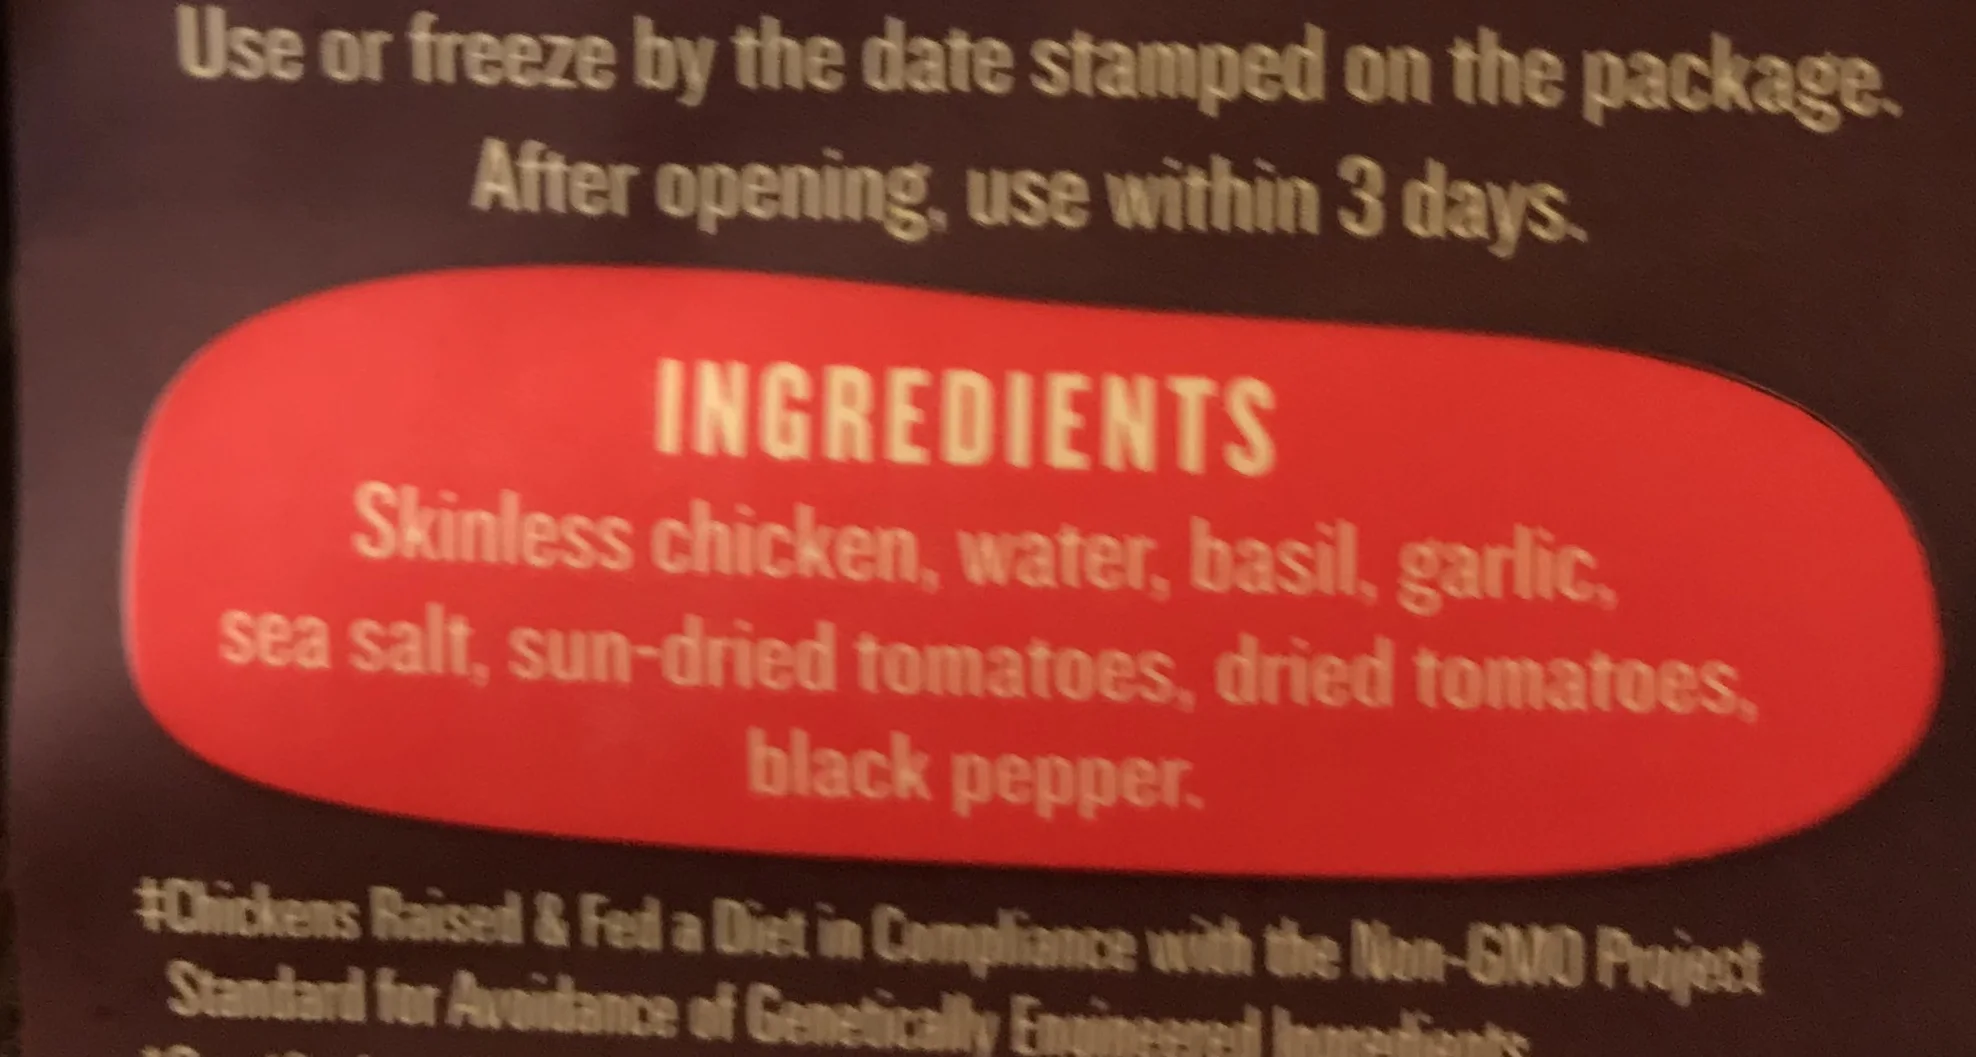 Use or freeze by the date stamped on the package.
After opening, use within 3 days.
INGREDIENTS
Skinless chicken, water, basil, garlic,
sea salt, sun-dried tomatoes, dried tomatoes,
black pepper.
‡Chickens Raised & Fed a Diet in Compliance with the Non-GMO Project
Standard for Avoidance of Genetically Engineered Ingredients